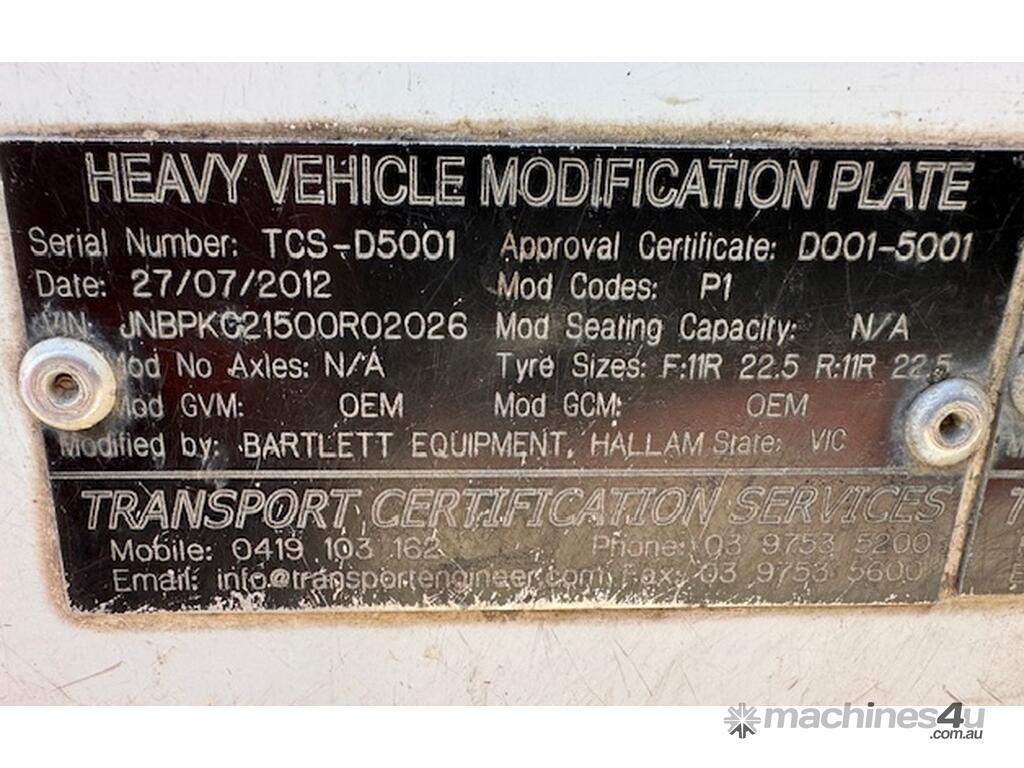 HEAVY VEHICLE MODIFICATION PLATE
Serial Number: TCS-D5001 Approval Certificate: D001-5001
Date: 27/07/2012 Mod Codes: P1
VIN: JNBPKC21500R02026 Mod Seating Capacity: N/A
Mod No Axles: N/A Tyre Sizes: F:11R 22.5 R:11R 22.5
Mod GVM: OEM Mod GCM: OEM
Modified by: BARTLETT EQUIPMENT, HALLAM State: VIC
TRANSPORT CERTIFICATION SERVICES
Mobile: 0419 103 162 Phone: 03 9753 5200
Email: info@transportengineer.com Fax: 03 9753 5600
machines4u
.com.au